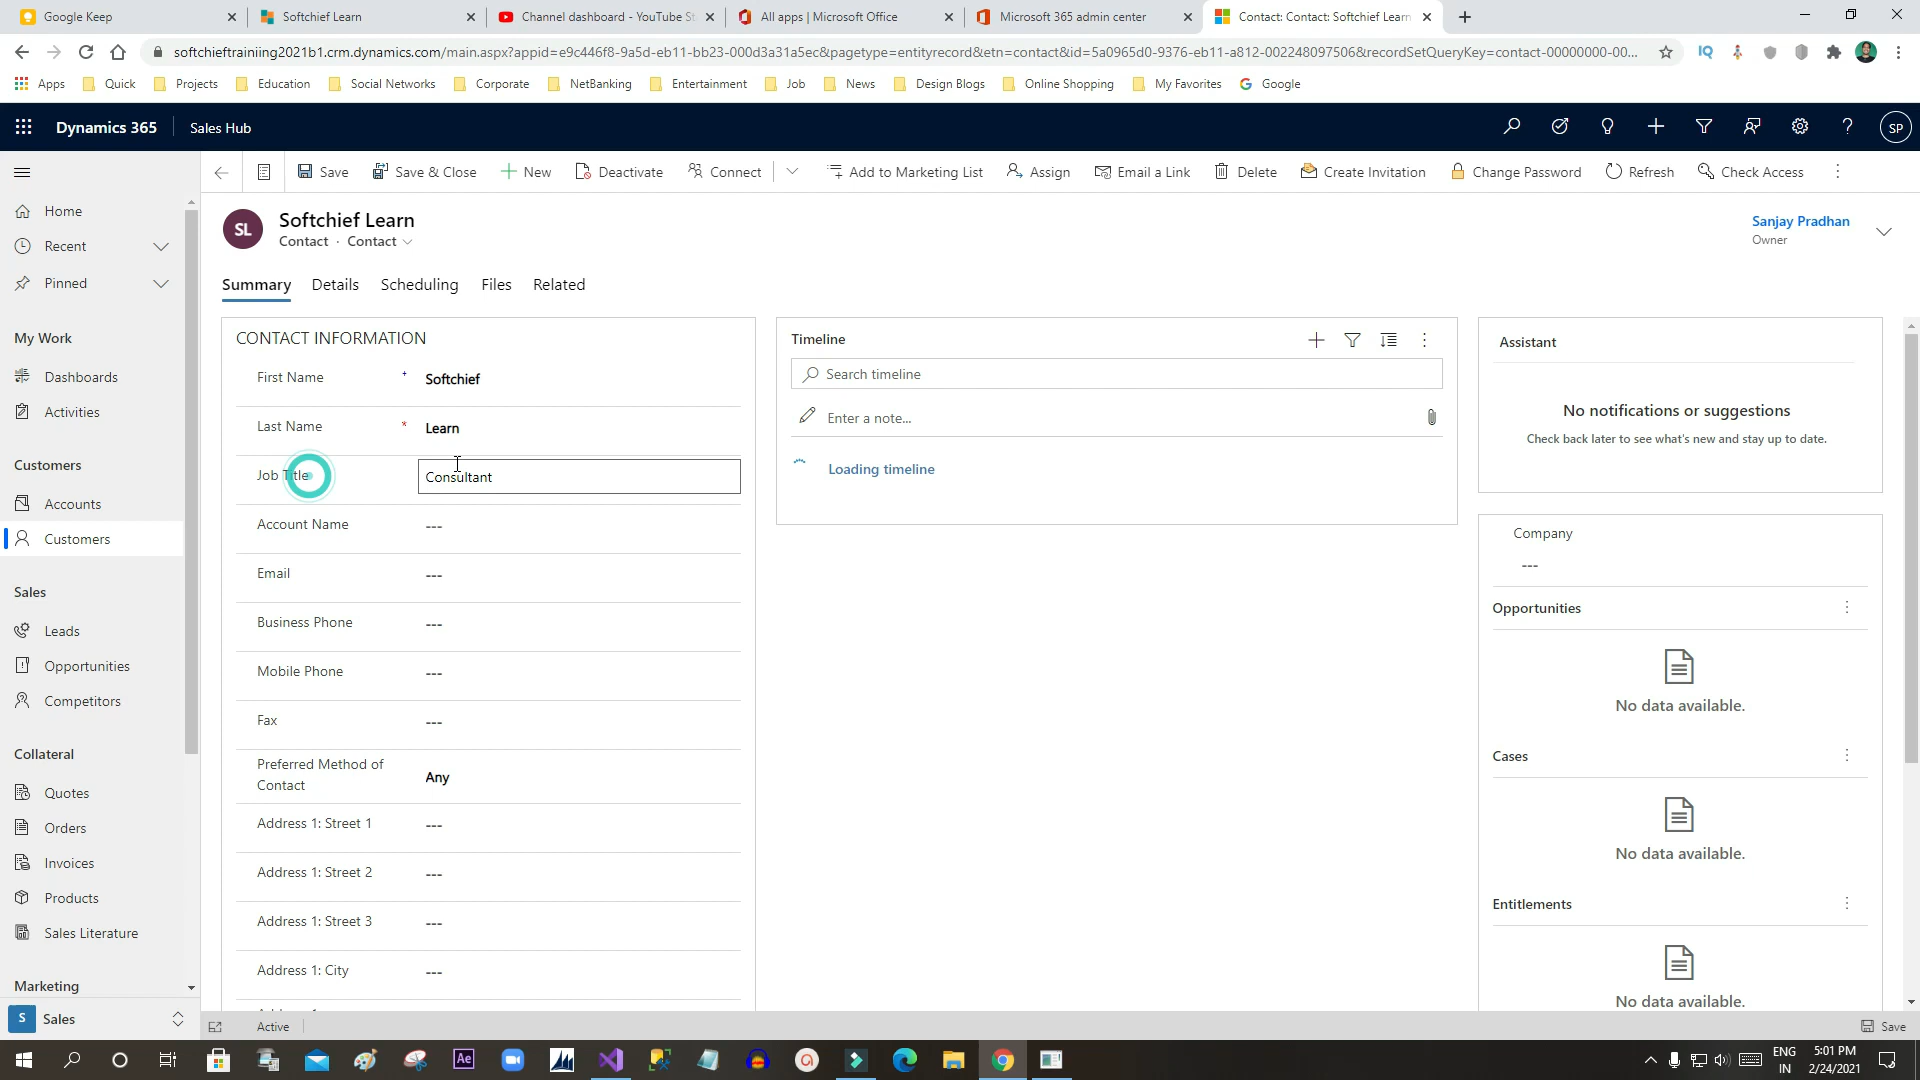 Google Keep
Softchief Learn
Channel dashboard - YouTube St
All apps | Microsoft Office
Microsoft 365 admin center
Contact: Contact: Softchief Learn
softchieftrainiing2021b1.crm.dynamics.com/main.aspx?appid=e9c446f8-9a5d-eb11-bb23-000d3a31a5ec&pagetype=entityrecord&etn=contact&id=5a0965d0-9376-eb11-a812-002248097506&recordSetQueryKey=contact-00000000-00...
IQ
Apps
Quick
Projects
Education
Social Networks
Corporate
NetBanking
Entertainment
Job
News
Design Blogs
Online Shopping
My Favorites
Google
Dynamics 365
Sales Hub
SP
Save
Save & Close
New
Deactivate
Connect
Add to Marketing List
Assign
Email a Link
Delete
Create Invitation
Change Password
Refresh
Check Access
Home
Recent
Pinned
My Work
Dashboards
Activities
Customers
Accounts
Customers
Sales
Leads
Opportunities
Competitors
Collateral
Quotes
Orders
Invoices
Products
Sales Literature
Marketing
S
Sales
SL
Softchief Learn
Contact · Contact
Sanjay Pradhan
Owner
Summary
Details
Scheduling
Files
Related
CONTACT INFORMATION
First Name + Softchief
Last Name * Learn
Job Title Consultant
Account Name ---
Email ---
Business Phone ---
Mobile Phone ---
Fax ---
Preferred Method of
Contact
Any
Address 1: Street 1 ---
Address 1: Street 2 ---
Address 1: Street 3 ---
Address 1: City ---
Timeline
Search timeline
Enter a note...
Loading timeline
Assistant
No notifications or suggestions
Check back later to see what's new and stay up to date.
Company
---
Opportunities
No data available.
Cases
No data available.
Entitlements
No data available.
Active
Save
Ae
ENG
IN
5:01 PM
2/24/2021